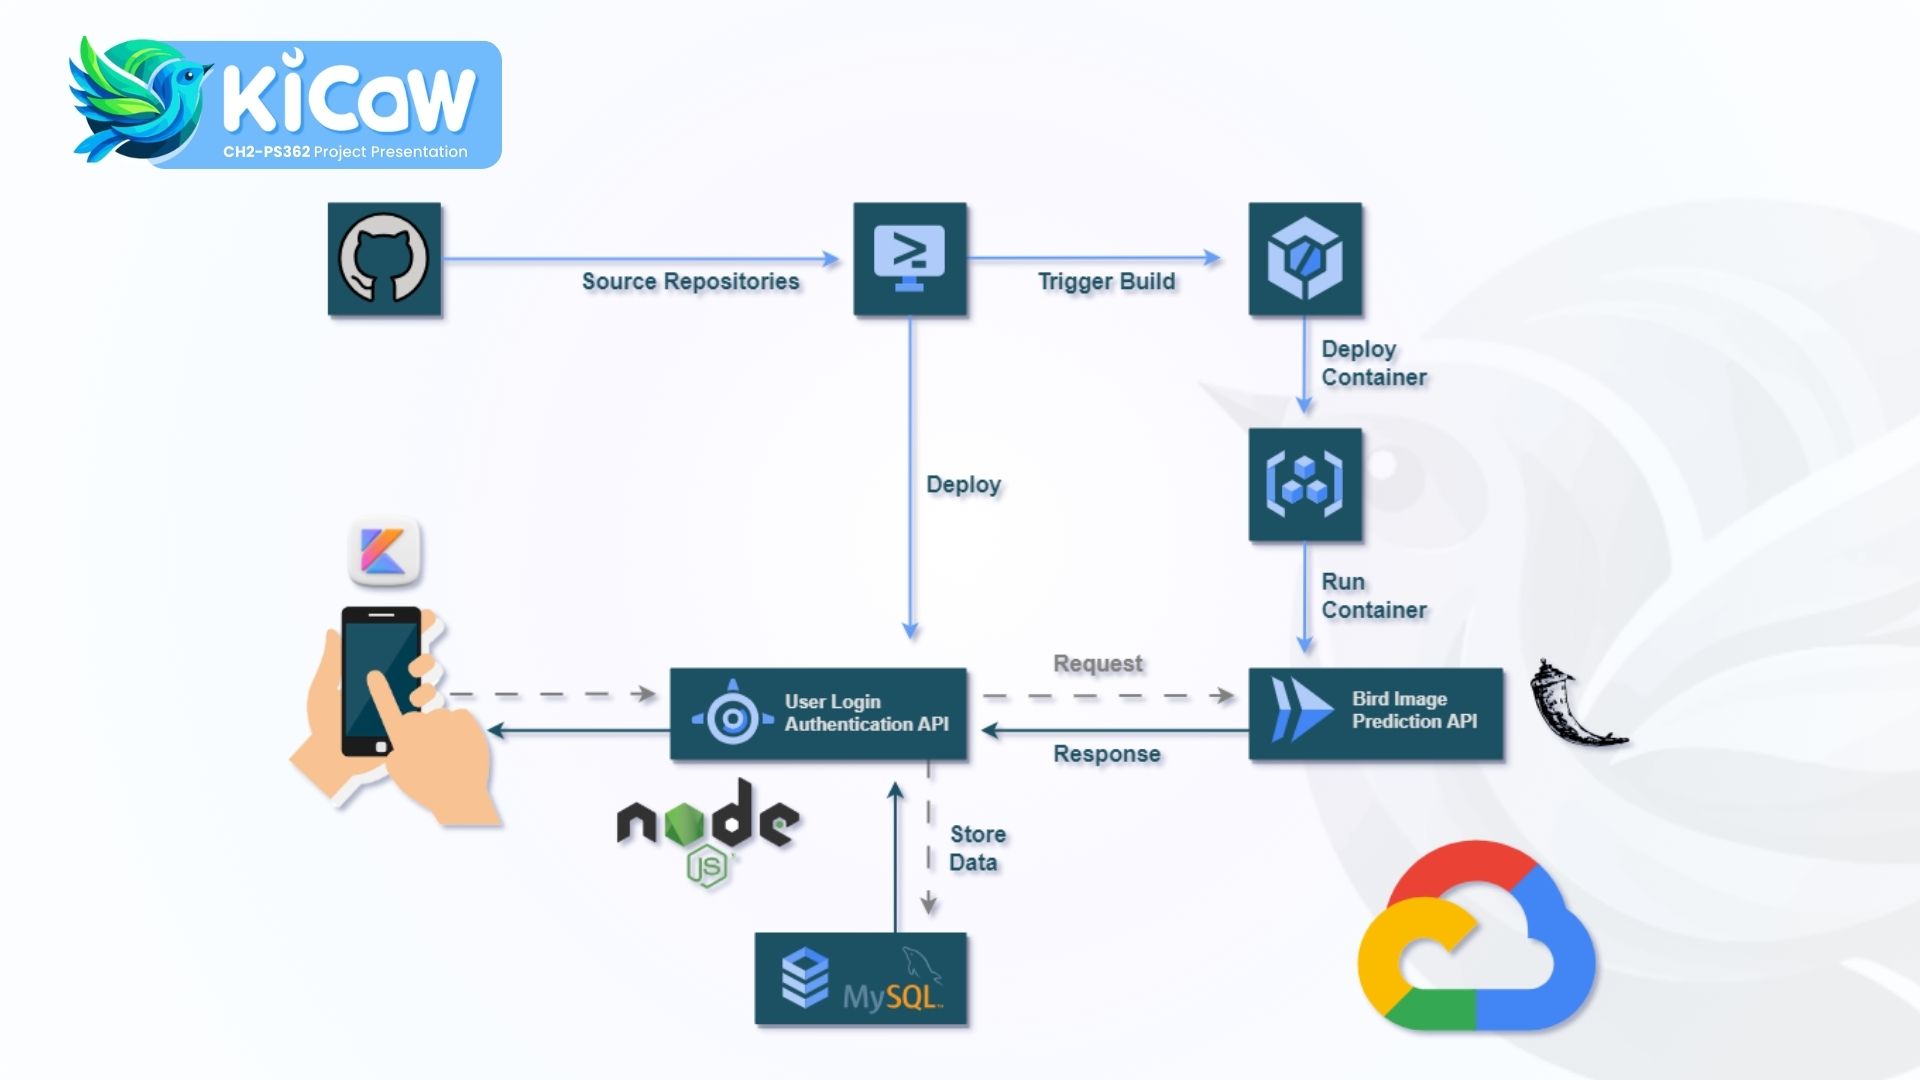 KiCaW
CH2-PS362 Project Presentation
Source Repositories
Trigger Build
Deploy
Container
Deploy
Run
Container
Request
User Login
Authentication API
Bird Image
Prediction API
Response
node
JS
Store
Data
MySQL